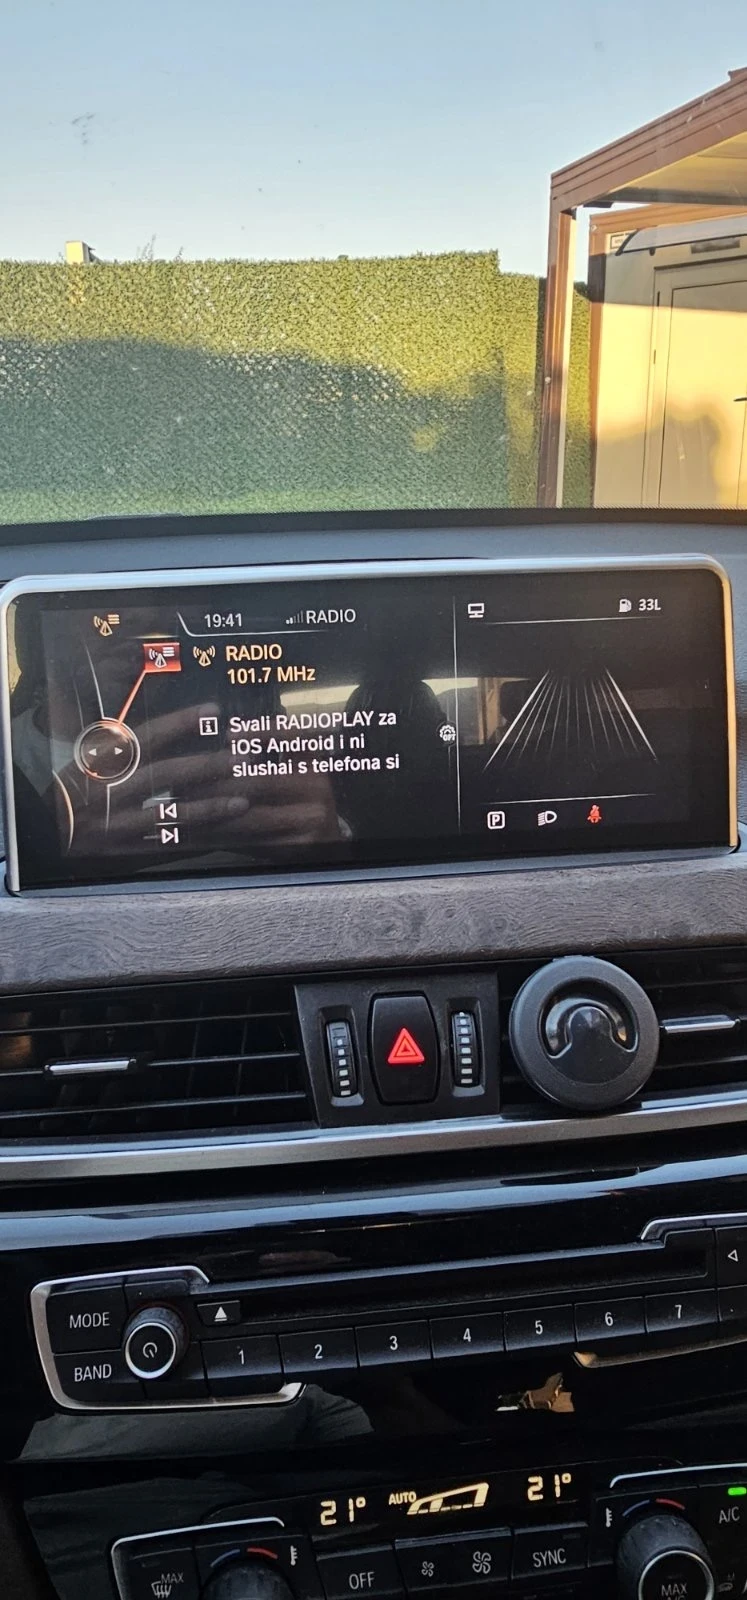 19:41 RADIO
33L
RADIO
101.7 MHz
Svali RADIOPLAY za
iOS Android i ni
slushai s telefona si
P
MODE
BAND
1 2 3 4 5 6 7
21° AUTO 21°
MAX
OFF
SYNC
A/C
MAX